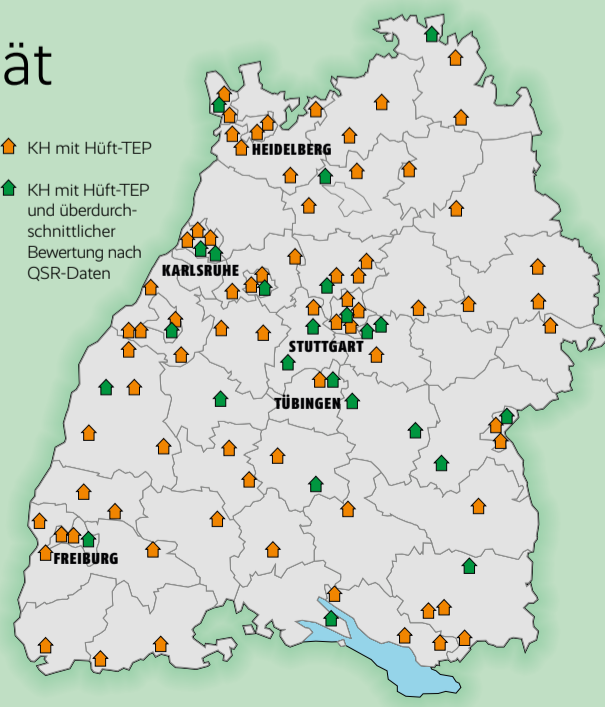 ät
KH mit Hüft-TEP
KH mit Hüft-TEP
und überdurch-
schnittlicher
Bewertung nach
QSR-Daten
HEIDELBERG
KARLSRUHE
STUTTGART
TÜBINGEN
FREIBURG